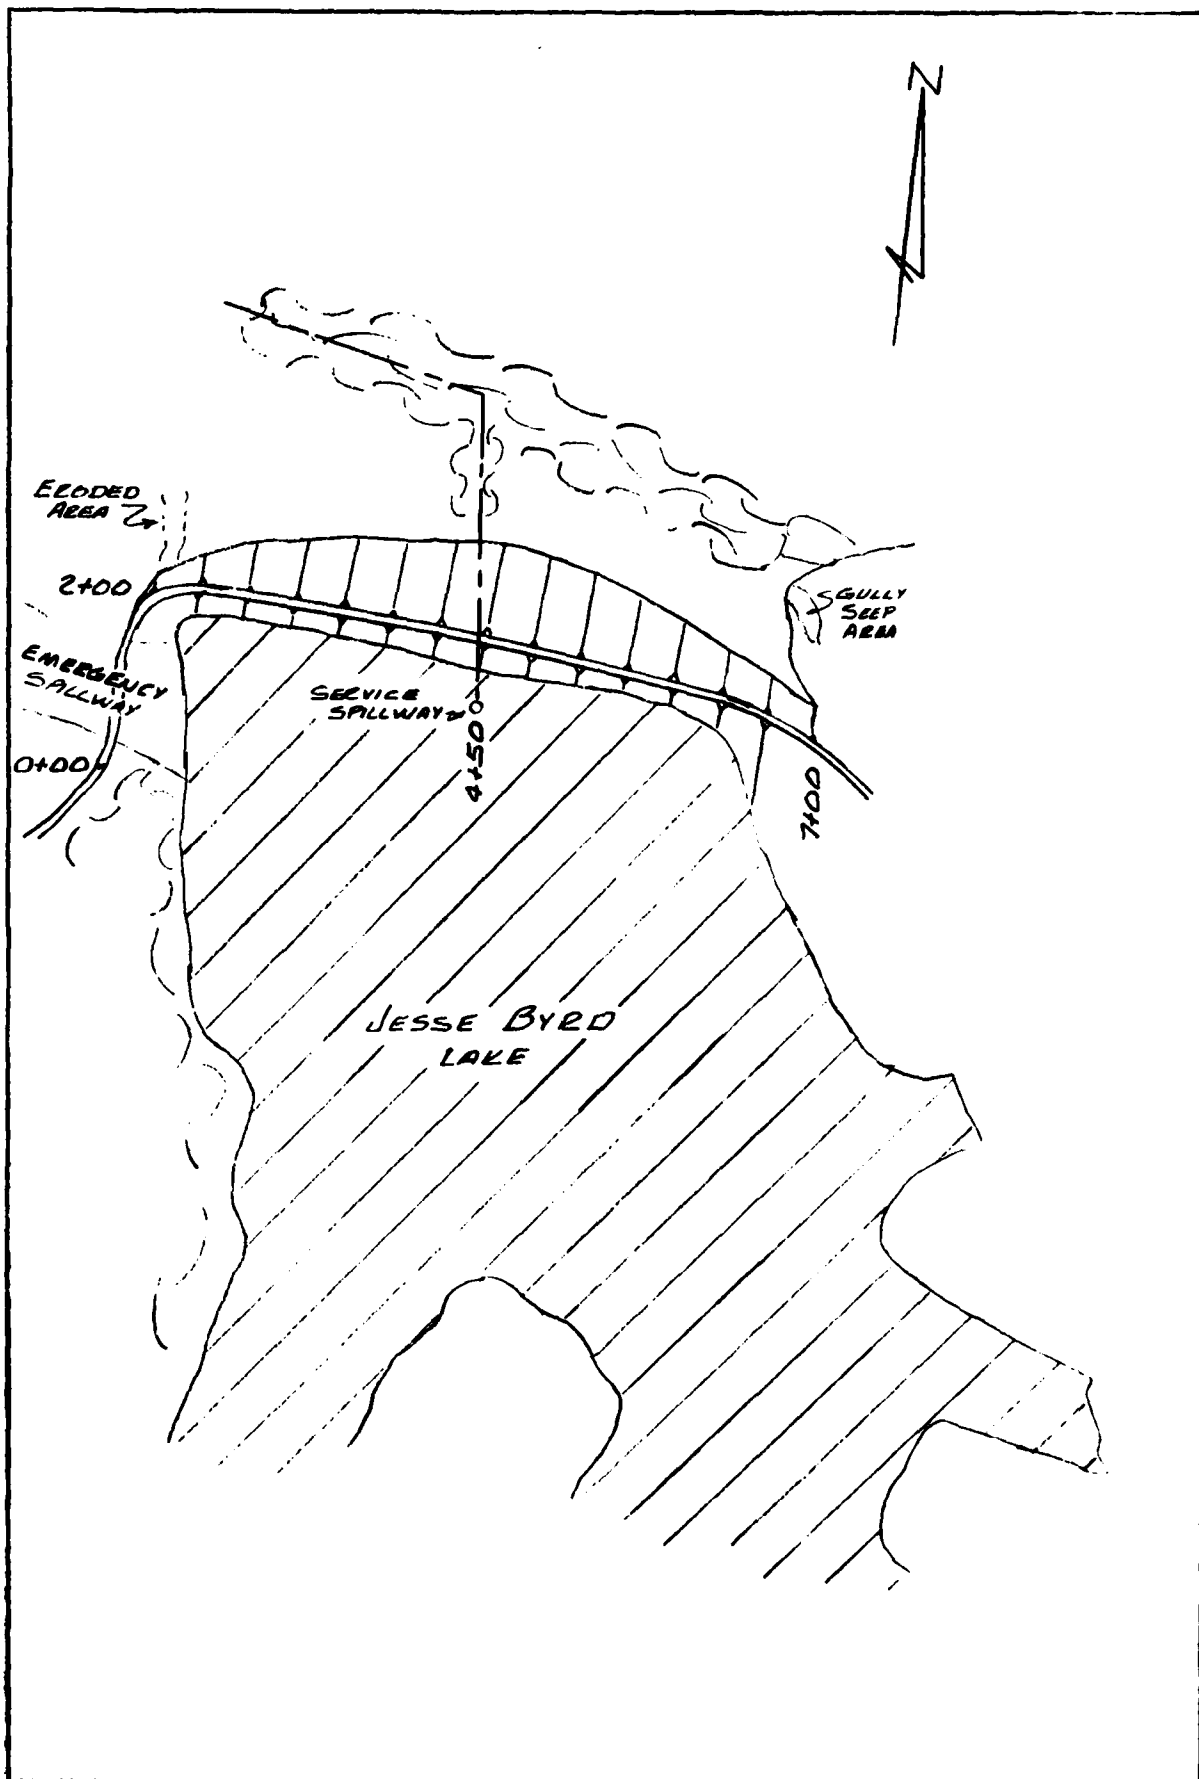 N
ERODED
AREA
2+00
GULLY
SEEP
AREA
EMERGENCY
SPILLWAY
SERVICE
SPILLWAY
4+50
0+00
7+00
JESSE BYRD
LAKE